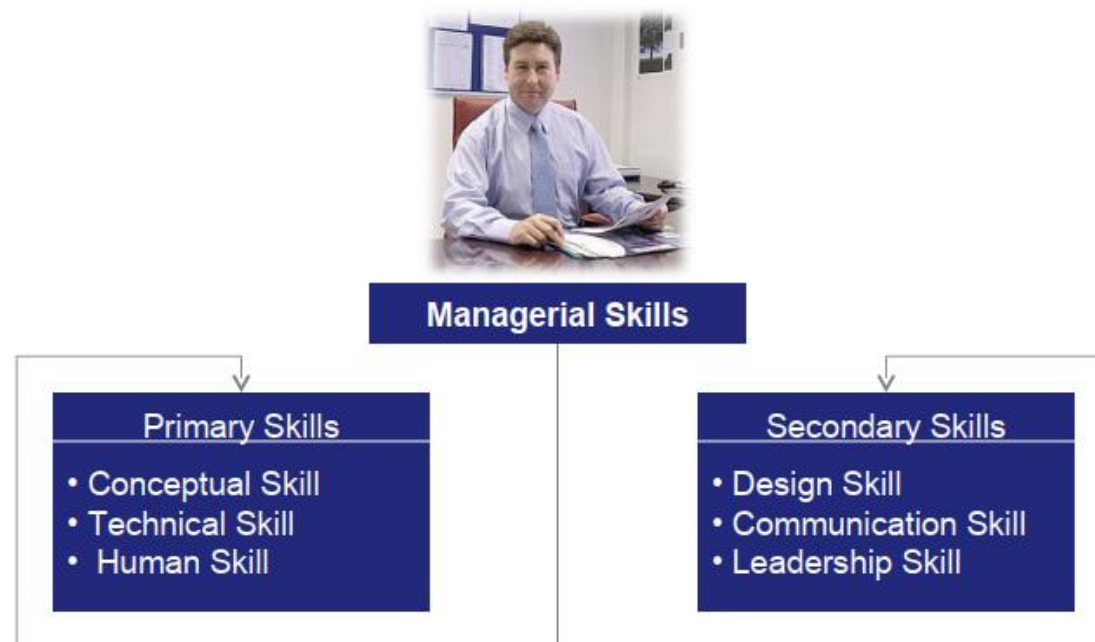 Managerial Skills
Primary Skills
• Conceptual Skill
• Technical Skill
• Human Skill
Secondary Skills
• Design Skill
• Communication Skill
• Leadership Skill